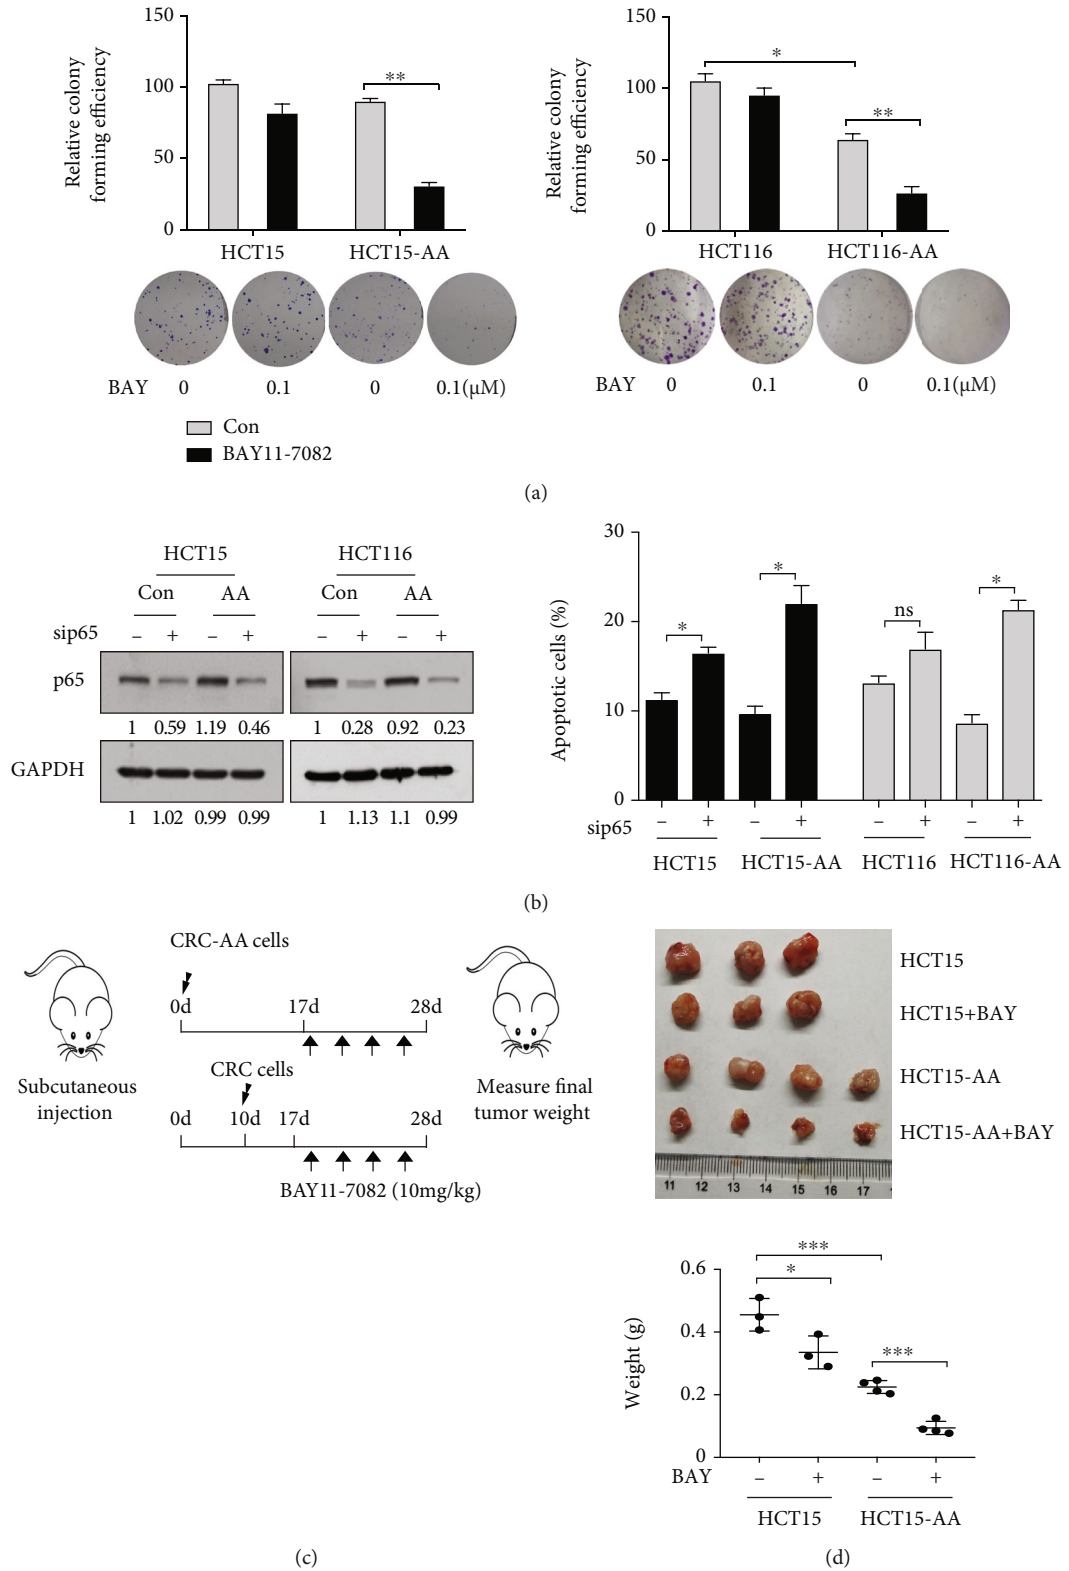 150
100
50
0
Relative colony
forming efficiency
**
HCT15 HCT15-AA
BAY 0 0.1 0 0.1(μM)
150
100
50
0
Relative colony
forming efficiency
*
**
HCT116 HCT116-AA
BAY 0 0.1 0 0.1(μM)
Con
BAY11-7082
(a)
HCT15 HCT116
Con AA Con AA
sip65 – + – + – + – +
p65
1 0.59 1.19 0.46 1 0.28 0.92 0.23
GAPDH
1 1.02 0.99 0.99 1 1.13 1.1 0.99
30
20
10
0
Apoptotic cells (%)
* * ns *
sip65 – + – + – + – +
HCT15 HCT15-AA HCT116 HCT116-AA
(b)
CRC-AA cells
0d 17d 28d
CRC cells
0d 10d 17d 28d
BAY11-7082 (10mg/kg)
Subcutaneous
injection
Measure final
tumor weight
(c)
HCT15
HCT15+BAY
HCT15-AA
HCT15-AA+BAY
11 12 13 14 15 16 17
0.6
0.4
0.2
0
Weight (g)
***
*
***
BAY – + – +
HCT15 HCT15-AA
(d)